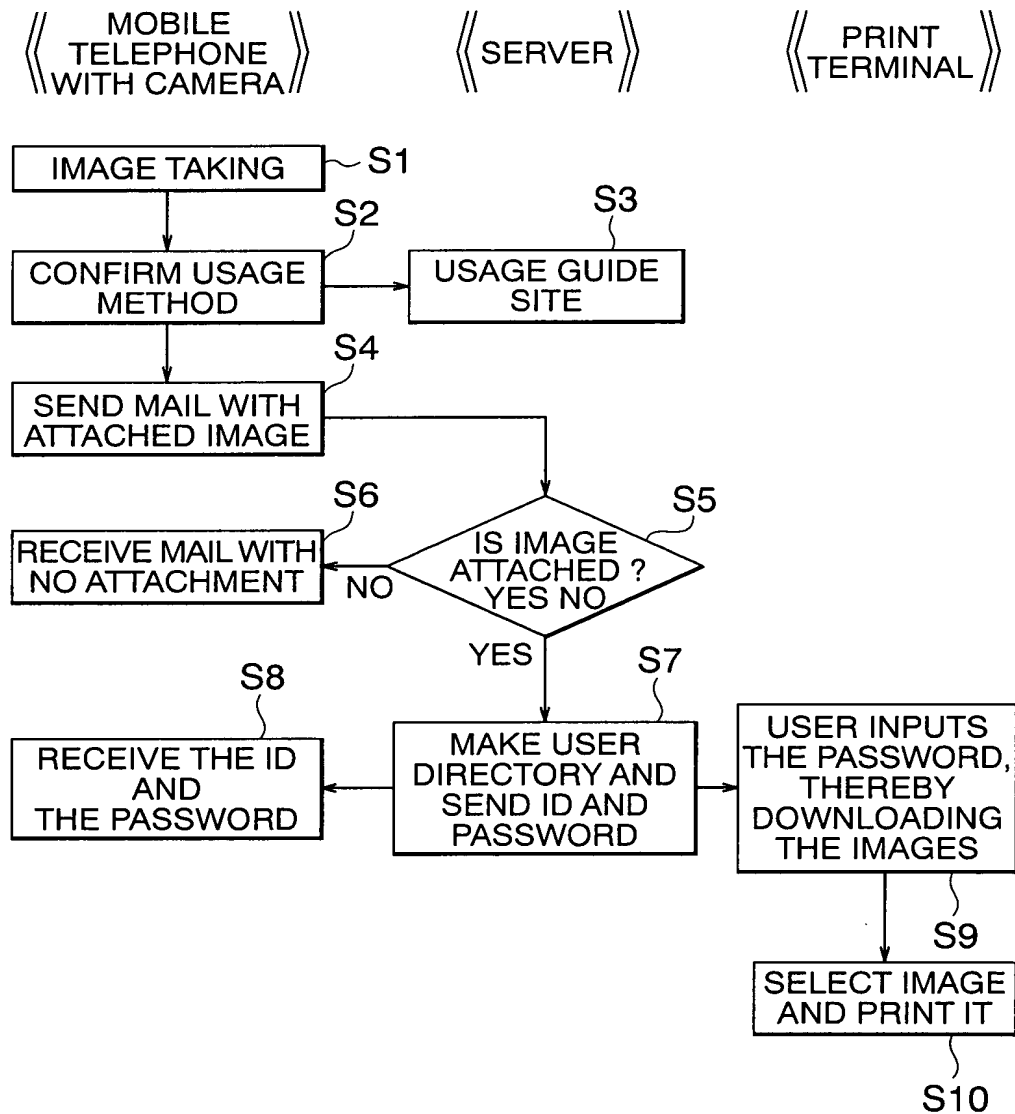 MOBILE
TELEPHONE
WITH CAMERA
SERVER
PRINT
TERMINAL
IMAGE TAKING
S1
S2
CONFIRM USAGE
METHOD
S3
USAGE GUIDE
SITE
S4
SEND MAIL WITH
ATTACHED IMAGE
S5
IS IMAGE
ATTACHED ?
YES NO
NO
YES
S6
RECEIVE MAIL WITH
NO ATTACHMENT
S7
MAKE USER
DIRECTORY AND
SEND ID AND
PASSWORD
S8
RECEIVE THE ID
AND
THE PASSWORD
USER INPUTS
THE PASSWORD,
THEREBY
DOWNLOADING
THE IMAGES
S9
SELECT IMAGE
AND PRINT IT
S10